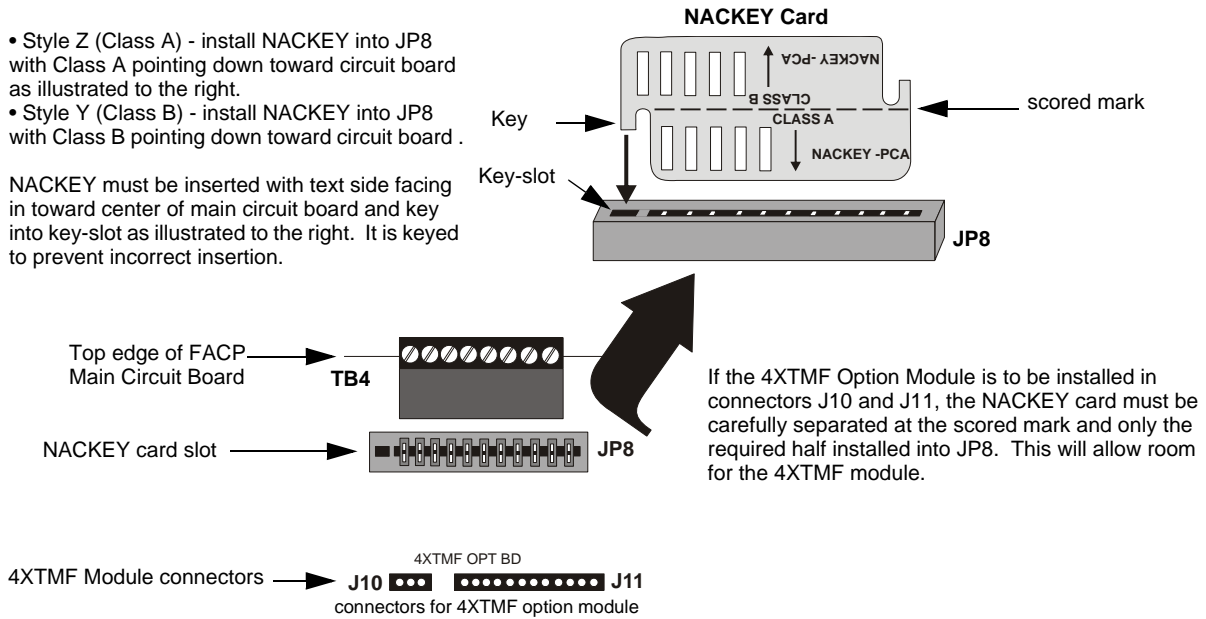 NACKEY Card
• Style Z (Class A) - install NACKEY into JP8
with Class A pointing down toward circuit board
as illustrated to the right.
• Style Y (Class B) - install NACKEY into JP8
with Class B pointing down toward circuit board .
NACKEY must be inserted with text side facing
in toward center of main circuit board and key
into key-slot as illustrated to the right. It is keyed
to prevent incorrect insertion.
NACKEY -PCA
CLASS B
CLASS A
NACKEY -PCA
scored mark
Key
Key-slot
JP8
Top edge of FACP
Main Circuit Board
TB4
NACKEY card slot
JP8
If the 4XTMF Option Module is to be installed in
connectors J10 and J11, the NACKEY card must be
carefully separated at the scored mark and only the
required half installed into JP8. This will allow room
for the 4XTMF module.
4XTMF OPT BD
4XTMF Module connectors
J10
J11
connectors for 4XTMF option module